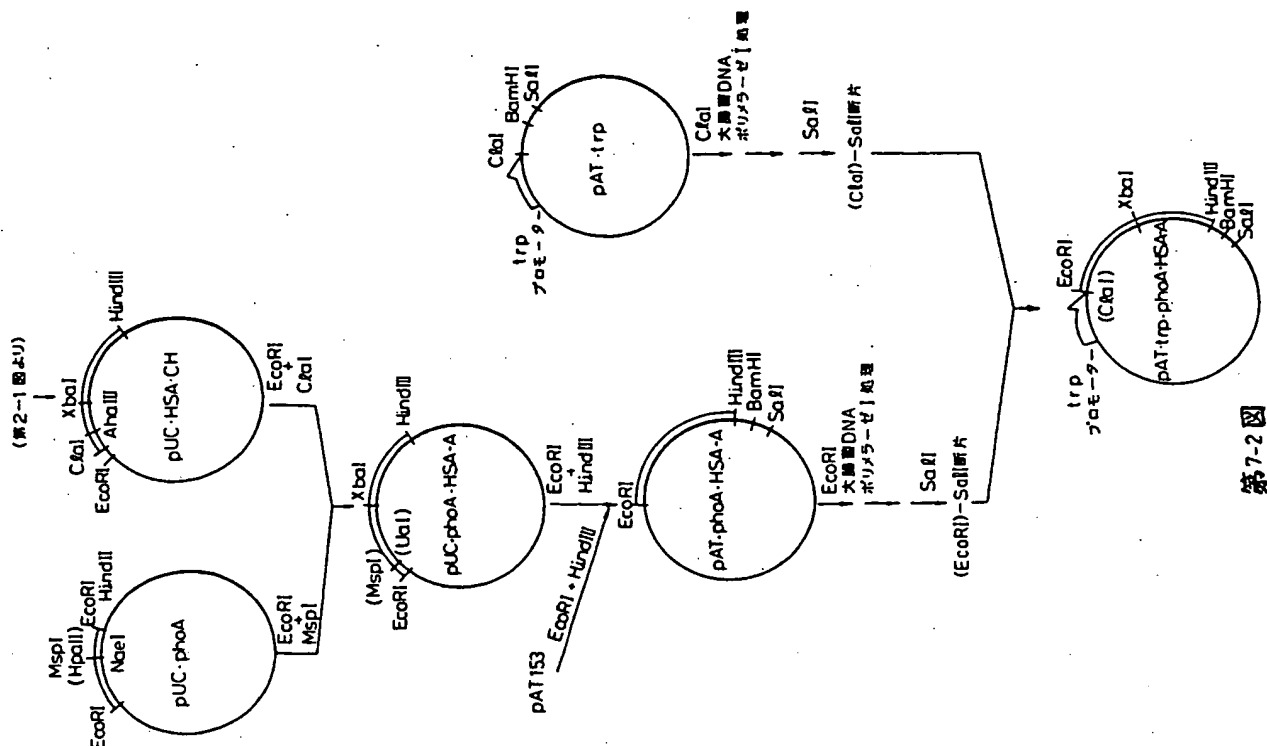 (第2-1図より)
MspI
(HpaII)
EcoRI
EcoRI
HindII
NaeI
pUC·phoA
EcoRI
+
MspI
XbaI
ClaI
EcoRI
AhaIII
HindIII
pUC·HSA·CH
EcoRI
+
ClaI
XbaI
(MspI)
(UaI)
EcoRI
HindIII
pUC·phoA·HSA-A
EcoRI
+
HindIII
pAT153
EcoRI + HindIII
EcoRI
HindIII
BamHI
SalI
pAT·phoA·HSA-A
EcoRI
大腸菌DNA
ポリメラーゼI処理
SalI
(EcoRI)-SalI断片
trp
プロモーター
ClaI
BamHI
SalI
pAT·trp
ClaI
大腸菌DNA
ポリメラーゼI処理
SalI
(ClaI)-SalI断片
trp
プロモーター
EcoRI
(ClaI)
XbaI
HindIII
BamHI
SalI
pAT·trp·phoA·HSA-A
第7-2図